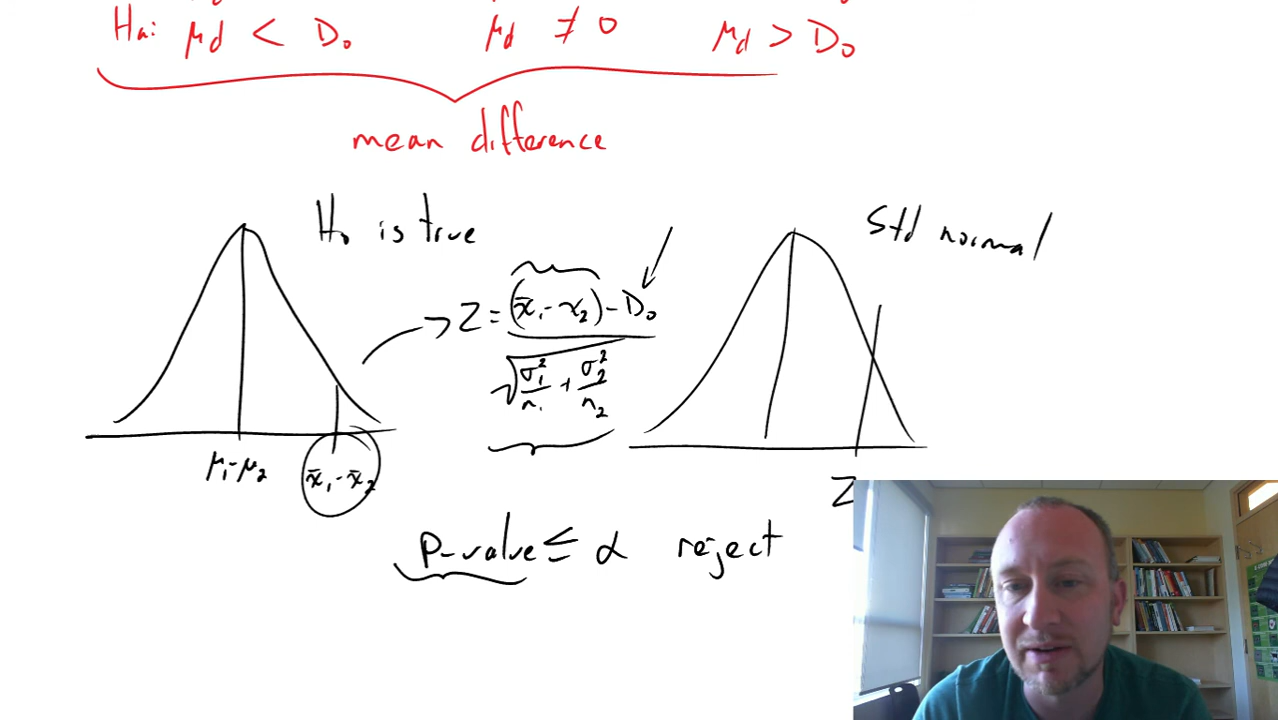 Ha: μd < D₀ μd ≠ 0 μd > D₀
mean difference
H₀ is true
Std normal
Z = (x̄₁ - x₂) - D₀
√σ₁²/n₁ + σ₂²/n₂
μ₁-μ₂
x̄₁-x̄₂
Z
P-value ≤ α reject